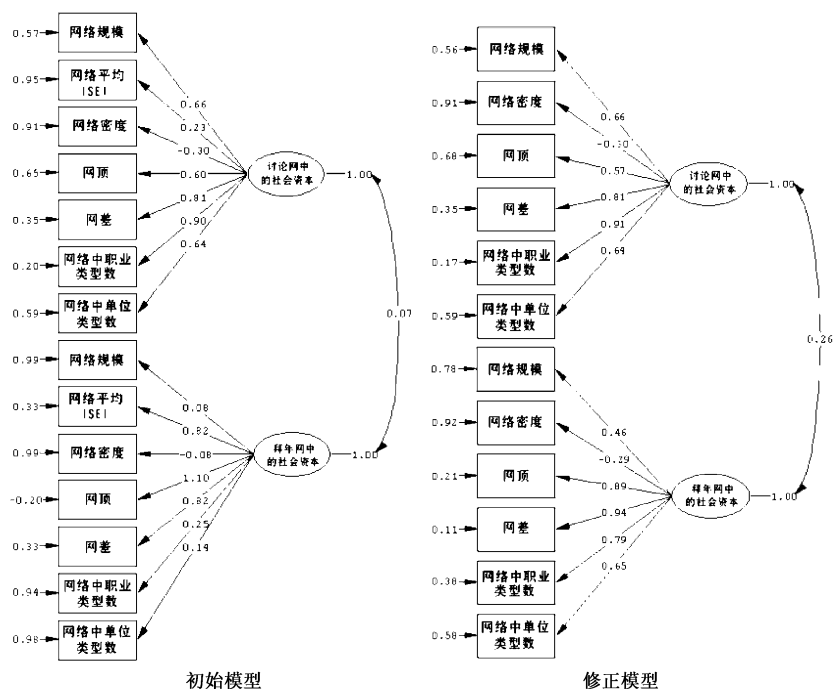 0.57
网络规模
0.95
网络平均
ISEI
0.91
网络密度
0.65
网顶
0.35
网差
0.20
网络中职业
类型数
0.59
网络中单位
类型数
0.66
0.23
-0.30
0.60
0.81
0.90
0.64
讨论网中
的社会资本
1.00
0.07
0.99
网络规模
0.33
网络平均
ISEI
0.99
网络密度
-0.20
网顶
0.33
网差
0.94
网络中职业
类型数
0.98
网络中单位
类型数
0.08
0.82
-0.08
1.10
0.82
0.25
0.14
拜年网中
的社会资本
1.00
初始模型
0.56
网络规模
0.91
网络密度
0.68
网顶
0.35
网差
0.17
网络中职业
类型数
0.59
网络中单位
类型数
0.66
-0.30
0.57
0.81
0.91
0.64
讨论网中
的社会资本
1.00
0.26
0.78
网络规模
0.92
网络密度
0.21
网顶
0.11
网差
0.38
网络中职业
类型数
0.58
网络中单位
类型数
0.46
-0.29
0.89
0.94
0.79
0.65
拜年网中
的社会资本
1.00
修正模型